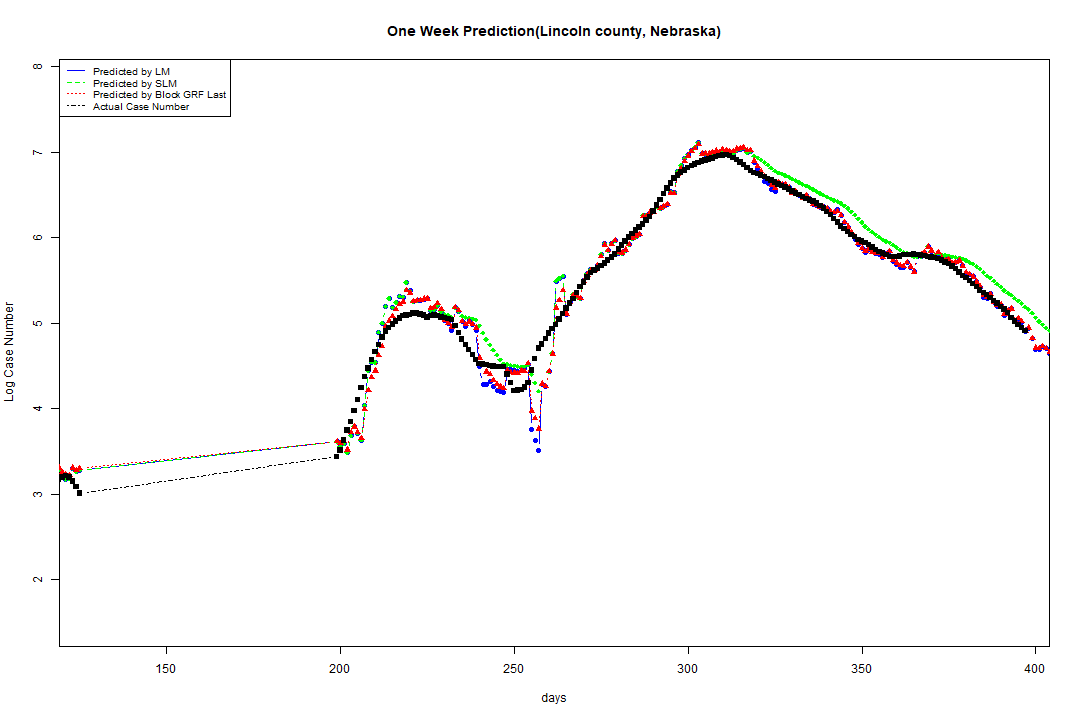 One Week Prediction(Lincoln county, Nebraska)
Predicted by LM
Predicted by SLM
Predicted by Block GRF Last
Actual Case Number
Log Case Number
8
7
6
5
4
3
2
150 200 250 300 350 400
days